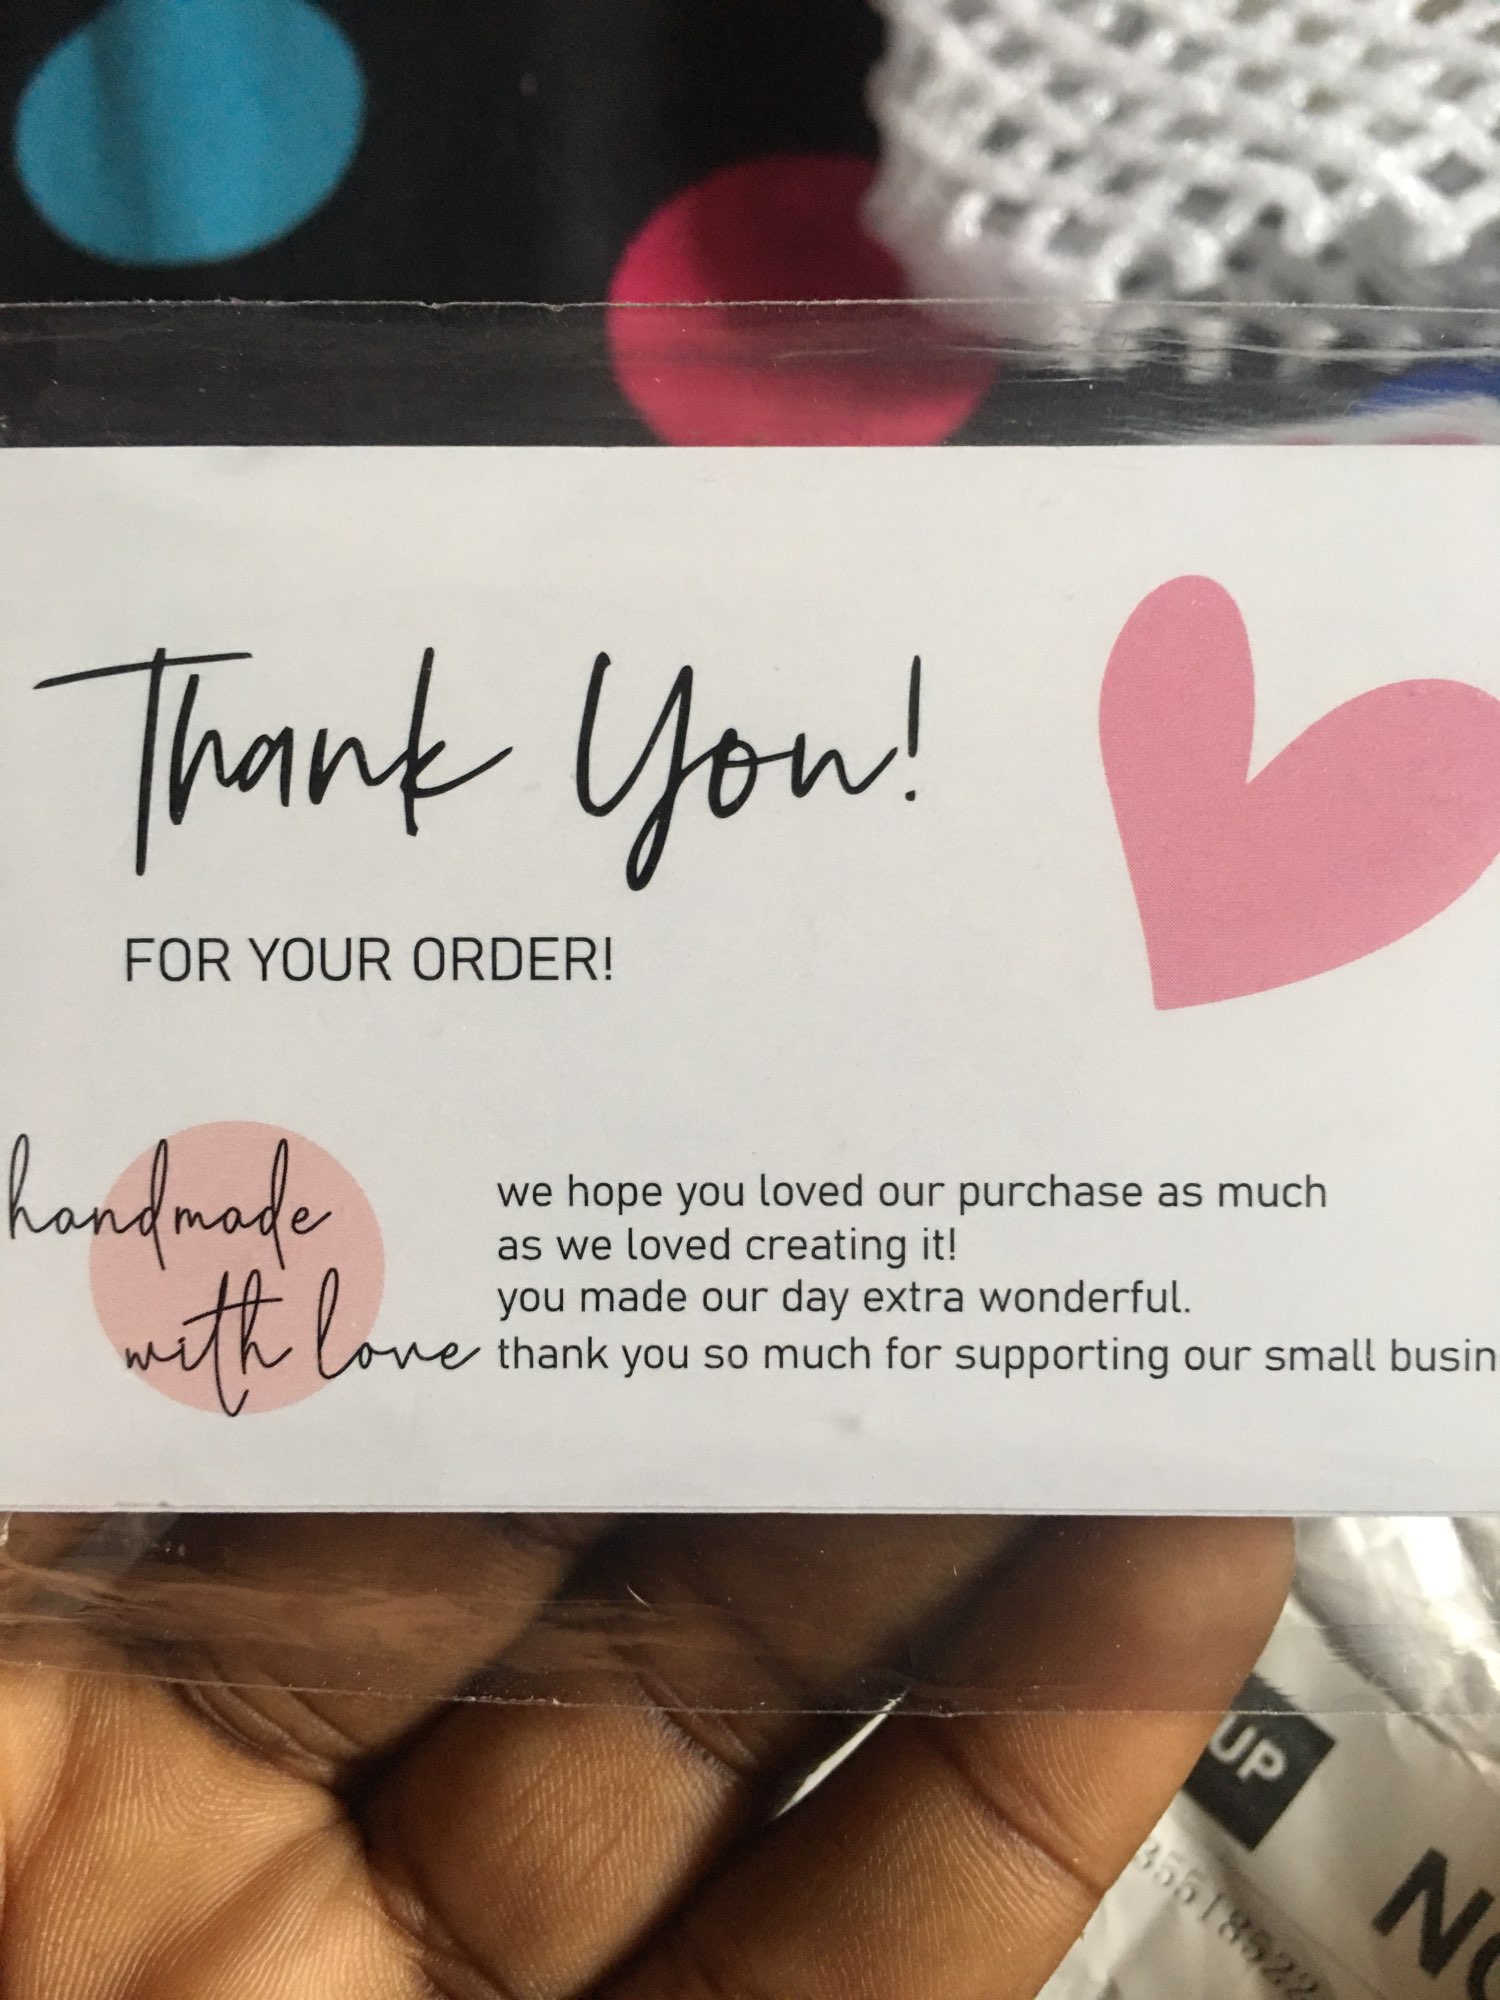 Thank You!
FOR YOUR ORDER!
handmade
with love
we hope you loved our purchase as much
as we loved creating it!
you made our day extra wonderful.
thank you so much for supporting our small busin
UP